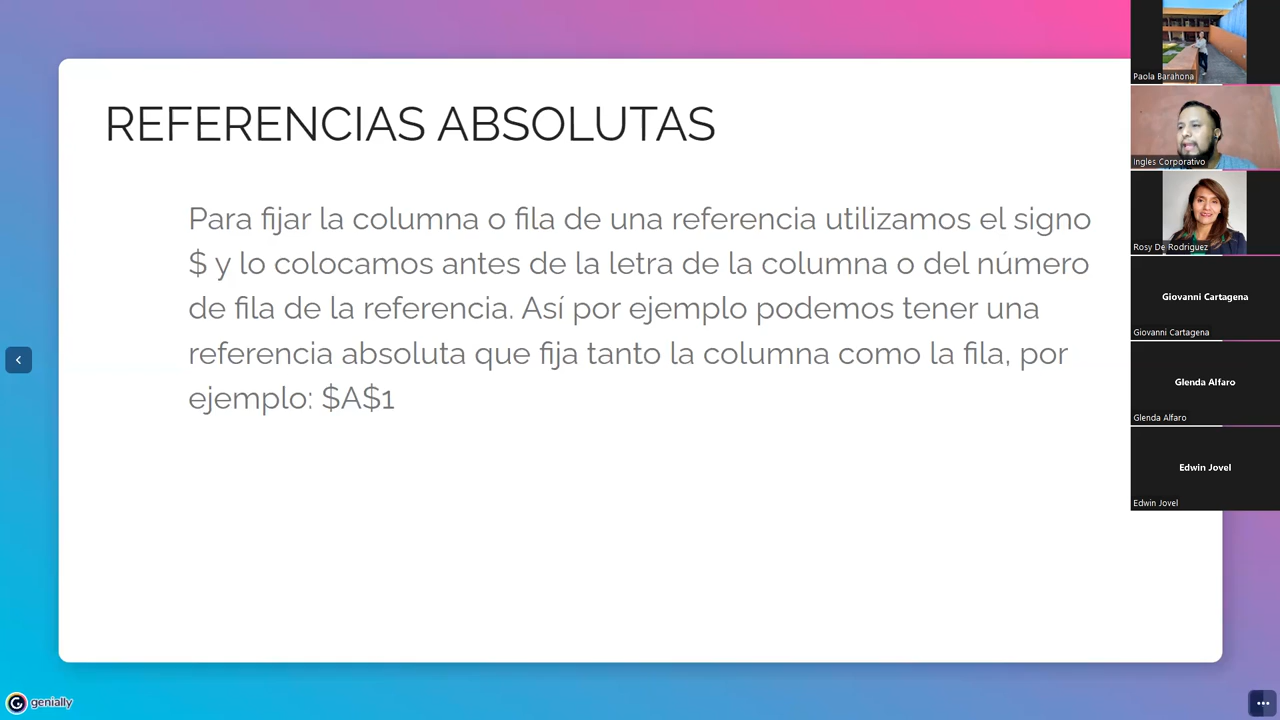 REFERENCIAS ABSOLUTAS
Para fijar la columna o fila de una referencia utilizamos el signo
$ y lo colocamos antes de la letra de la columna o del número
de fila de la referencia. Así por ejemplo podemos tener una
referencia absoluta que fija tanto la columna como la fila, por
ejemplo: $A$1
Paola Barahona
Ingles Corporativo
Rosy De Rodriguez
Giovanni Cartagena
Giovanni Cartagena
Glenda Alfaro
Glenda Alfaro
Edwin Jovel
Edwin Jovel
genially